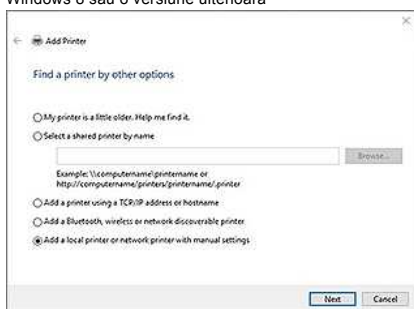 Windows 8 sau o versiune ulterioară
Add Printer
Find a printer by other options
My printer is a little older. Help me find it.
Select a shared printer by name
Browse...
Example: \\computername\printername or
http://computername/printers/printername/.printer
Add a printer using a TCP/IP address or hostname
Add a Bluetooth, wireless or network discoverable printer
Add a local printer or network printer with manual settings
Next Cancel